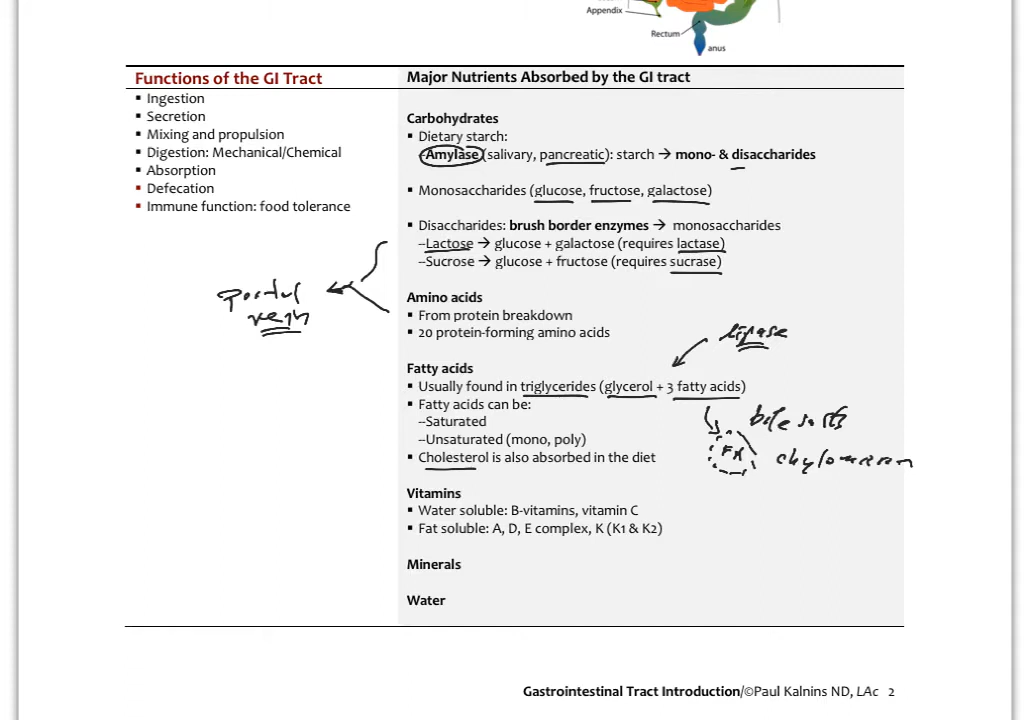 Appendix
Rectum
anus
Functions of the GI Tract
▪ Ingestion
▪ Secretion
▪ Mixing and propulsion
▪ Digestion: Mechanical/Chemical
▪ Absorption
▪ Defecation
▪ Immune function: food tolerance
portal
vein
Major Nutrients Absorbed by the GI tract
Carbohydrates
▪ Dietary starch:
--Amylase (salivary, pancreatic): starch → mono- & disaccharides
▪ Monosaccharides (glucose, fructose, galactose)
▪ Disaccharides: brush border enzymes → monosaccharides
--Lactose → glucose + galactose (requires lactase)
--Sucrose → glucose + fructose (requires sucrase)
Amino acids
▪ From protein breakdown
▪ 20 protein-forming amino acids
lipase
Fatty acids
▪ Usually found in triglycerides (glycerol + 3 fatty acids)
▪ Fatty acids can be:
--Saturated
--Unsaturated (mono, poly)
▪ Cholesterol is also absorbed in the diet
bile salts
FA
chylomicron
Vitamins
▪ Water soluble: B-vitamins, vitamin C
▪ Fat soluble: A, D, E complex, K (K1 & K2)
Minerals
Water
Gastrointestinal Tract Introduction/©Paul Kalnins ND, LAc 2